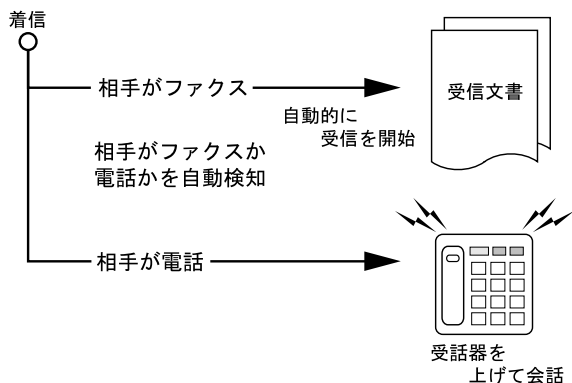 着信
相手がファクス
自動的に
受信を開始
受信文書
相手がファクスか
電話かを自動検知
相手が電話
受話器を
上げて会話